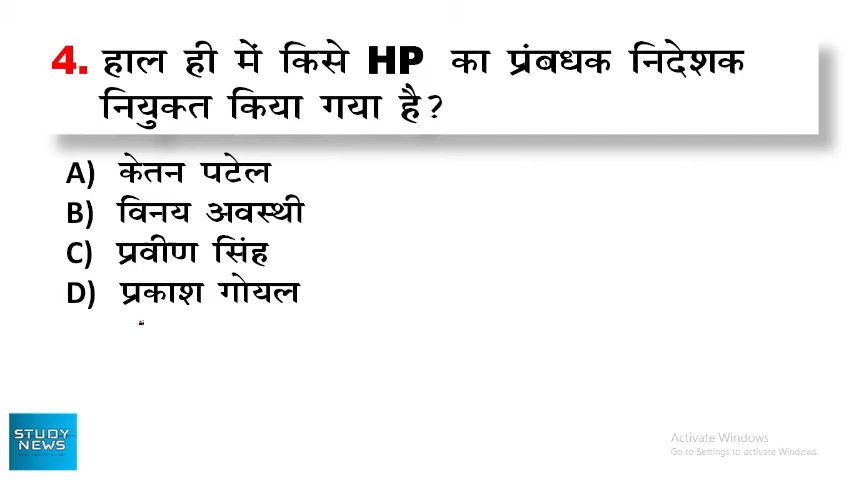 4. हाल ही में किसे HP का प्रंबधक निदेशक
नियुक्त किया गया है?
A) केतन पटेल
B) विनय अवस्थी
C) प्रवीण सिंह
D) प्रकाश गोयल
STUDY
NEWS
Activate Windows
Go to Settings to activate Windows.